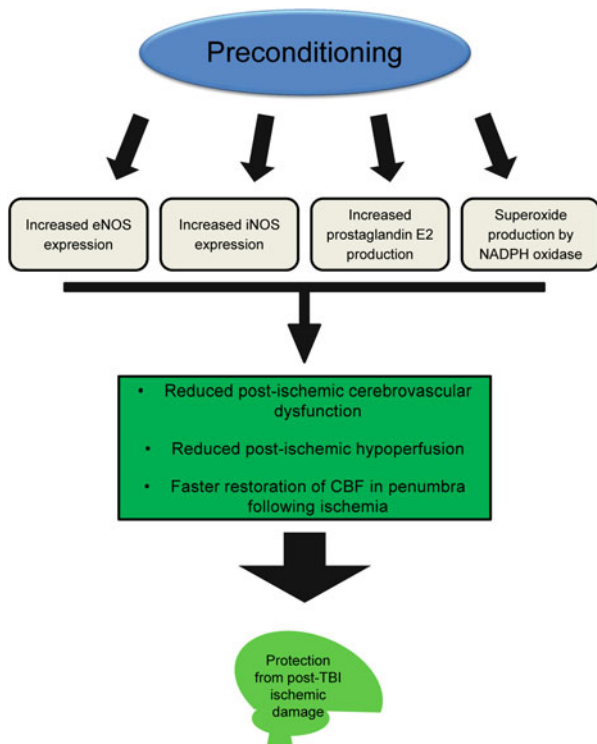 Preconditioning
Increased eNOS
expression
Increased iNOS
expression
Increased
prostaglandin E2
production
Superoxide
production by
NADPH oxidase
• Reduced post-ischemic cerebrovascular
dysfunction
• Reduced post-ischemic hypoperfusion
• Faster restoration of CBF in penumbra
following ischemia
Protection
from post-TBI
ischemic
damage